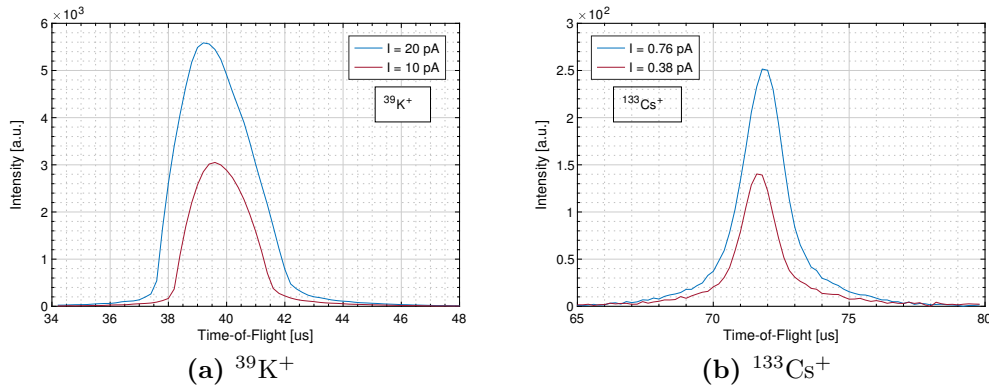 ×10³
6
5
4
3
2
1
0
34 36 38 40 42 44 46 48
Intensity [a.u.]
Time-of-Flight [us]
I = 20 pA
I = 10 pA
³⁹K⁺
(a) ³⁹K⁺
×10²
3
2.5
2
1.5
1
0.5
0
65 70 75 80
Intensity [a.u.]
Time-of-Flight [us]
I = 0.76 pA
I = 0.38 pA
¹³³Cs⁺
(b) ¹³³Cs⁺